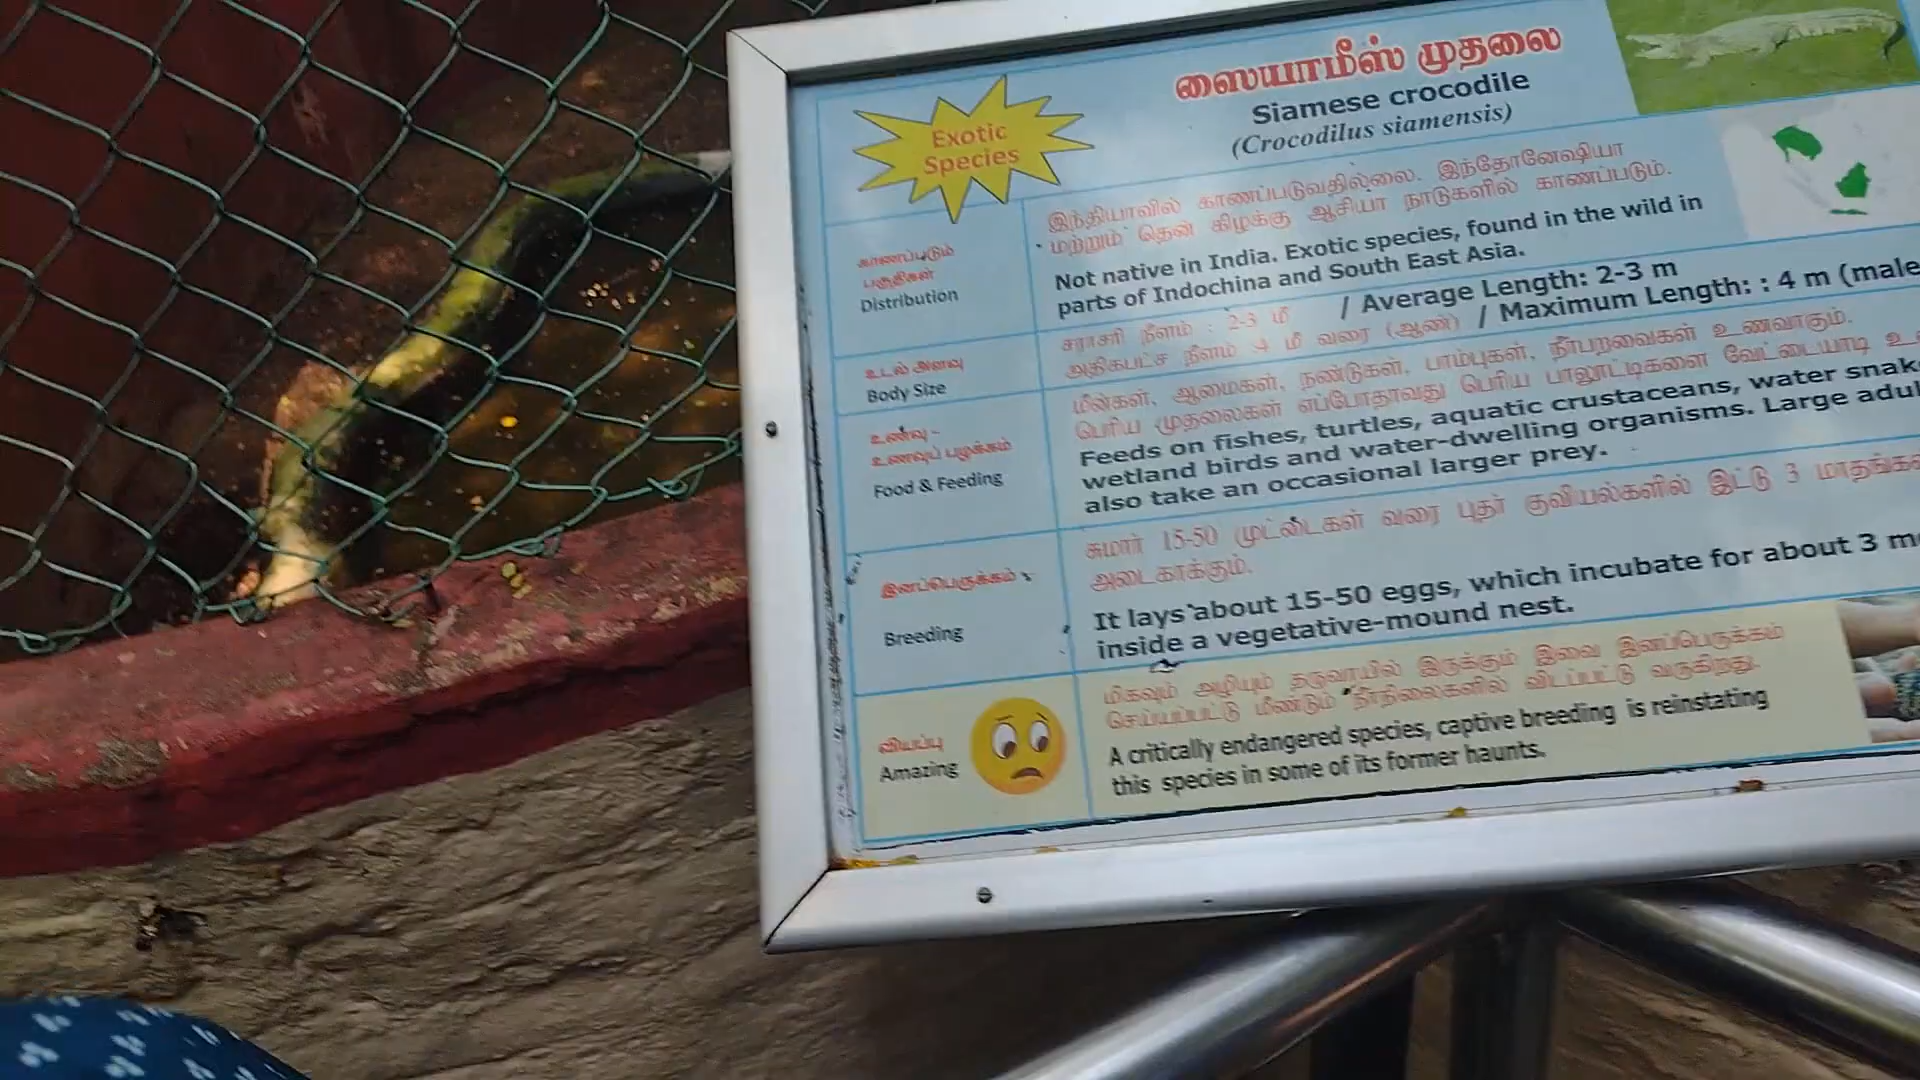 ஸையாமீஸ் முதலை
Siamese crocodile
(Crocodilus siamensis)
Exotic
Species
காணப்படும்
பகுதிகள்
Distribution
இந்தியாவில் காணப்படுவதில்லை. இந்தோனேஷியா
மற்றும் தென் கிழக்கு ஆசியா நாடுகளில் காணப்படும்.
Not native in India. Exotic species, found in the wild in
parts of Indochina and South East Asia.
உடல் அளவு
Body Size
சராசரி நீளம் : 2-3 மீ / Average Length: 2-3 m
அதிகபட்ச நீளம் 4 மீ வரை (ஆண்) / Maximum Length: : 4 m (male
உணவு -
உணவுப் பழக்கம்
Food & Feeding
மீன்கள், ஆமைகள், நண்டுகள், பாம்புகள், நீர்பறவைகள் உணவாகும்.
பெரிய முதலைகள் எப்போதாவது பெரிய பாலூட்டிகளை வேட்டையாடி
Feeds on fishes, turtles, aquatic crustaceans, water
wetland birds and water-dwelling organisms. Large
also take an occasional larger prey.
இனப்பெருக்கம்
Breeding
சுமார் 15-50 முட்டைகள் வரை புதர் குவியல்களில் இட்டு 3
அடைகாக்கும்.
It lays about 15-50 eggs, which incubate for about 3
inside a vegetative-mound nest.
வியப்பு
Amazing
மிகவும் அழியும் தருவாயில் இருக்கும் இவை இனப்பெருக்கம்
செய்யப்பட்டு மீண்டும் நீர்நிலைகளில் விடப்பட்டு வருகிறது.
A critically endangered species, captive breeding is reinstating
this species in some of its former haunts.